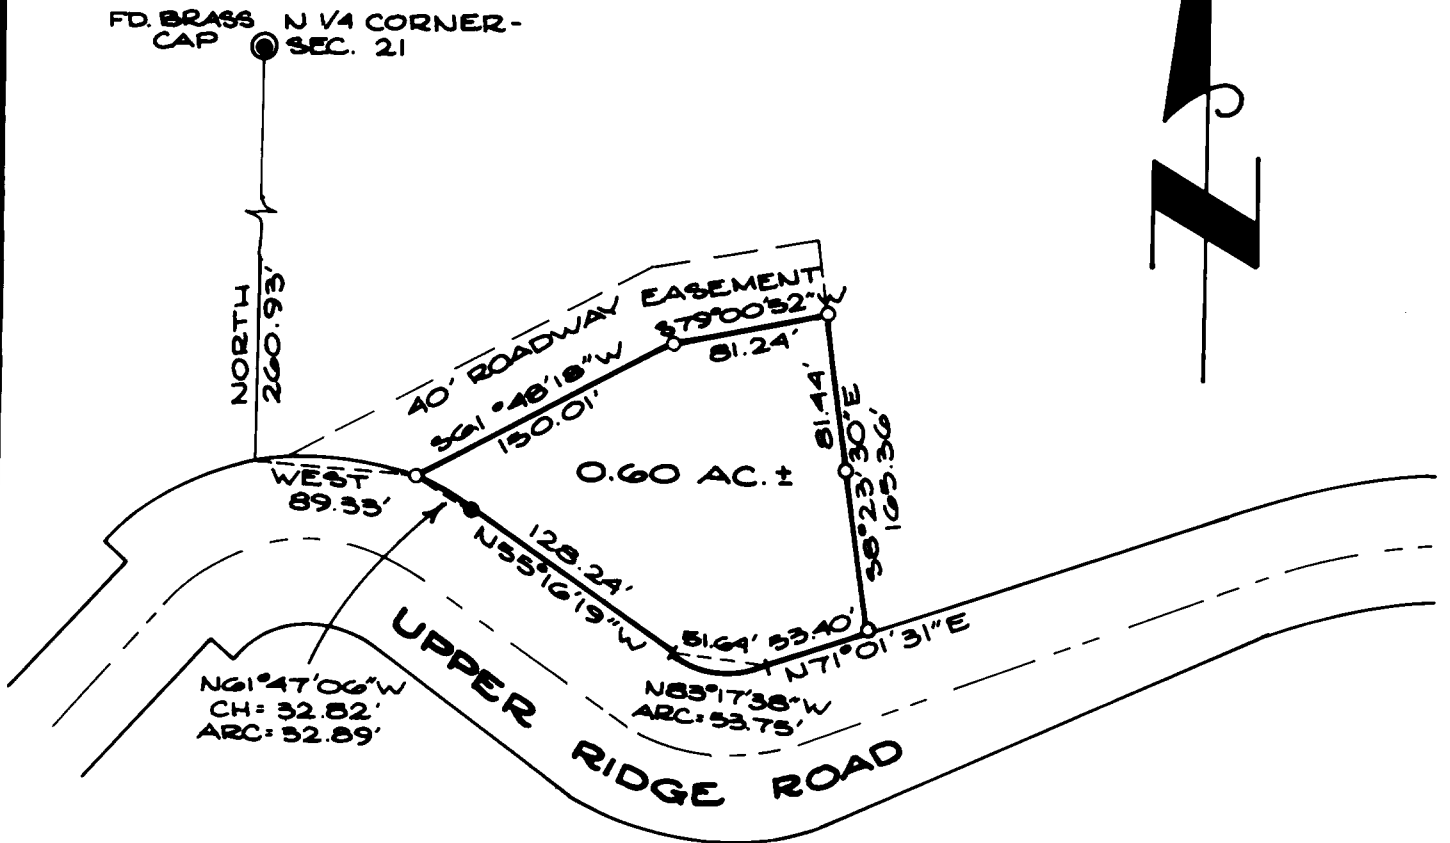 FD. BRASS CAP
N 1/4 CORNER-
SEC. 21
N
NORTH
260.93'
40' ROADWAY EASEMENT
S79°00'52"W
81.24'
S61°48'18"W
150.01'
81.44'
S8°23'30"E
165.36'
0.60 AC. ±
WEST
89.33'
128.24'
N55°16'19"W
51.64'
53.40'
N71°01'31"E
N83°17'38"W
ARC=53.75'
N61°47'06"W
CH=32.82'
ARC=32.89'
UPPER RIDGE ROAD